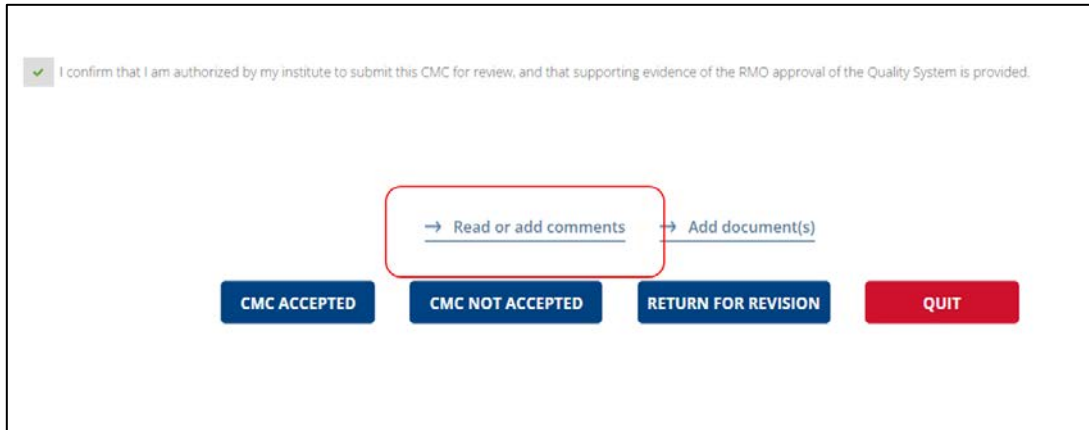 I confirm that I am authorized by my institute to submit this CMC for review, and that supporting evidence of the RMO approval of the Quality System is provided.
→ Read or add comments → Add document(s)
CMC ACCEPTED CMC NOT ACCEPTED RETURN FOR REVISION QUIT